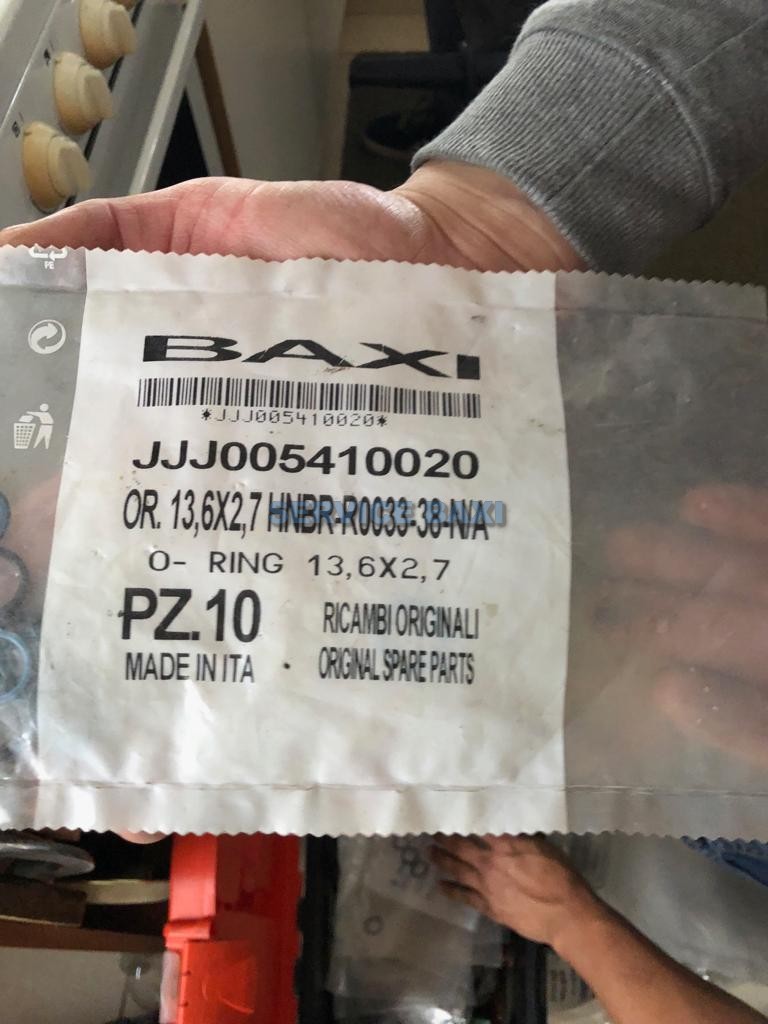 PE
BAXI
*JJJ005410020*
JJJ005410020
OR. 13,6X2,7 HNBR-R0033-38-N/A
O- RING 13,6X2,7
PZ.10
RICAMBI ORIGINALI
MADE IN ITA
ORIGINAL SPARE PARTS